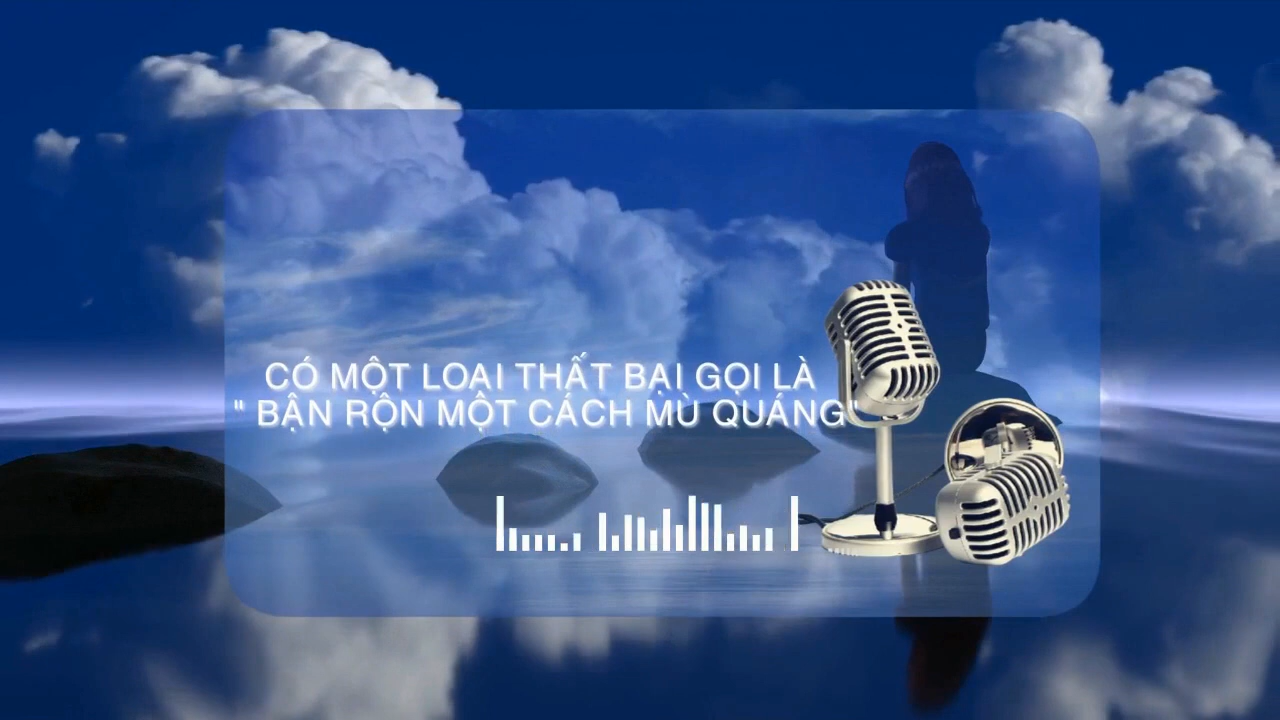 CÓ MỘT LOẠI THẤT BẠI GỌI LÀ
" BẬN RỘN MỘT CÁCH MÙ QUÁNG"